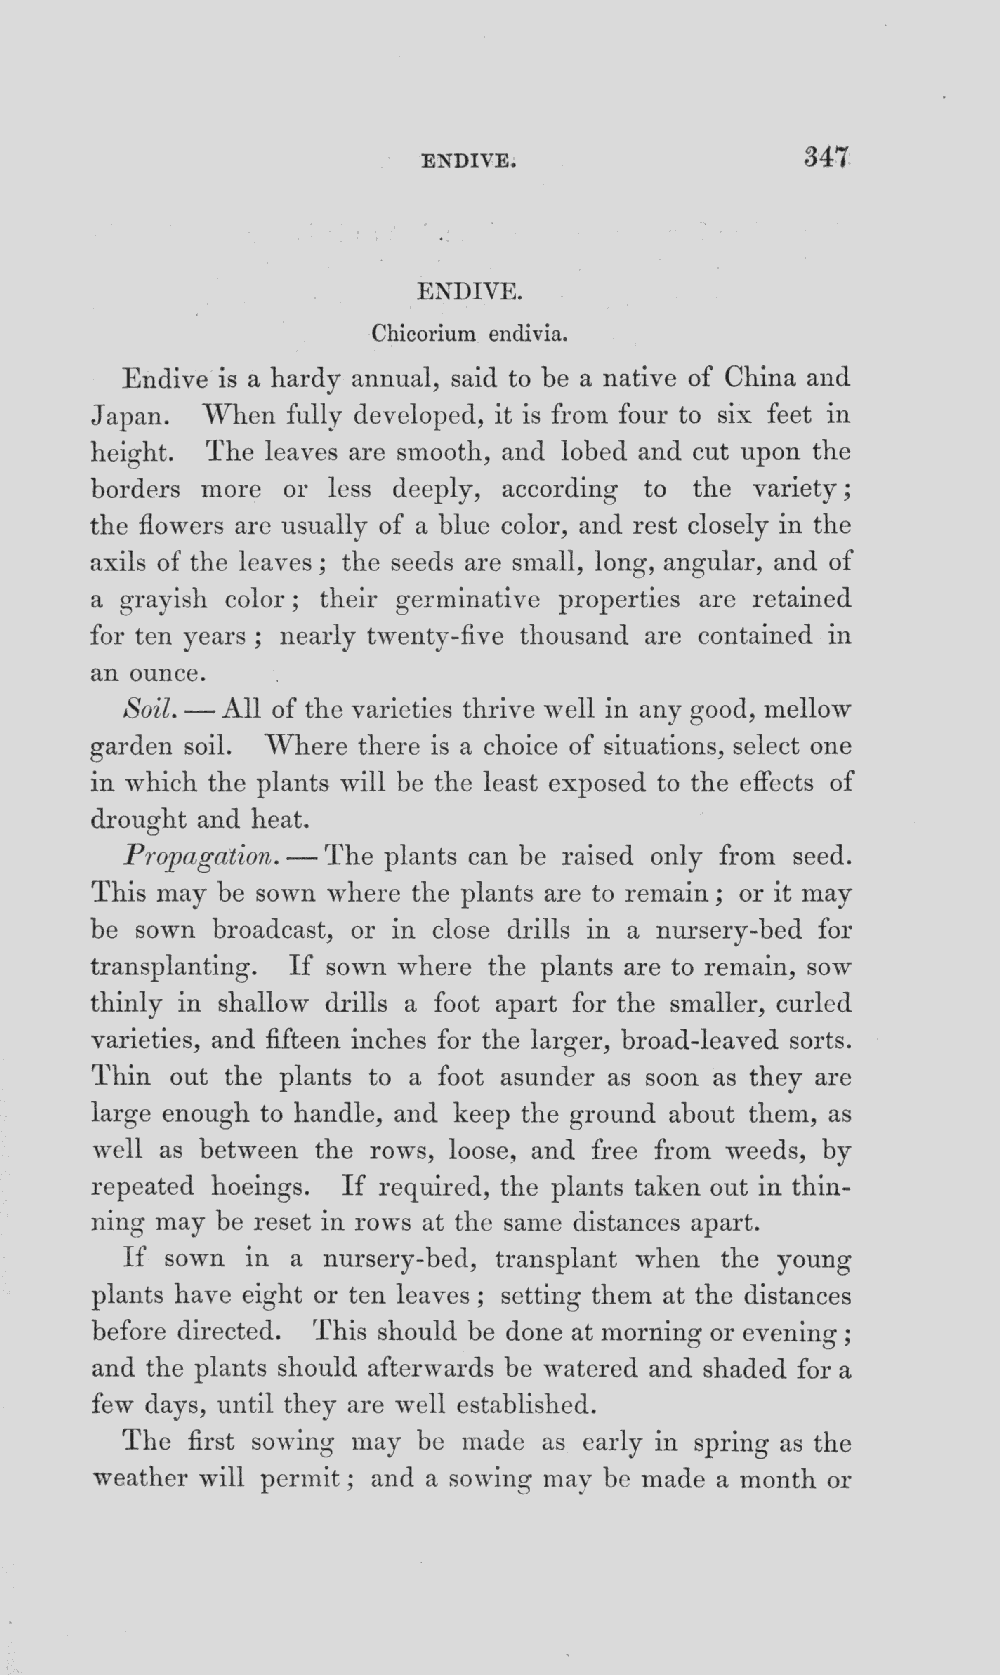 ENDIVE. 347
ENDIVE.
Chicorium endivia.
Endive is a hardy annual, said to be a native of China and
Japan. When fully developed, it is from four to six feet in
height. The leaves are smooth, and lobed and cut upon the
borders more or less deeply, according to the variety;
the flowers are usually of a blue color, and rest closely in the
axils of the leaves; the seeds are small, long, angular, and of
a grayish color; their germinative properties are retained
for ten years; nearly twenty-five thousand are contained in
an ounce.
Soil. — All of the varieties thrive well in any good, mellow
garden soil. Where there is a choice of situations, select one
in which the plants will be the least exposed to the effects of
drought and heat.
Propagation. — The plants can be raised only from seed.
This may be sown where the plants are to remain; or it may
be sown broadcast, or in close drills in a nursery-bed for
transplanting. If sown where the plants are to remain, sow
thinly in shallow drills a foot apart for the smaller, curled
varieties, and fifteen inches for the larger, broad-leaved sorts.
Thin out the plants to a foot asunder as soon as they are
large enough to handle, and keep the ground about them, as
well as between the rows, loose, and free from weeds, by
repeated hoeings. If required, the plants taken out in thin-
ning may be reset in rows at the same distances apart.
If sown in a nursery-bed, transplant when the young
plants have eight or ten leaves; setting them at the distances
before directed. This should be done at morning or evening;
and the plants should afterwards be watered and shaded for a
few days, until they are well established.
The first sowing may be made as early in spring as the
weather will permit; and a sowing may be made a month or